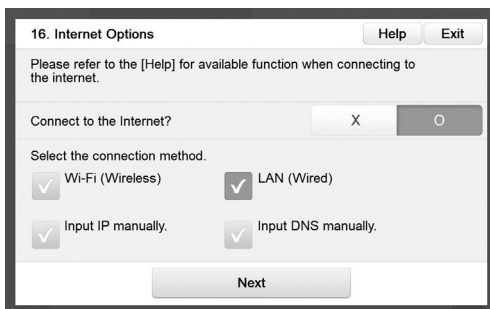 16. Internet Options Help Exit
Please refer to the [Help] for available function when connecting to
the internet.
Connect to the Internet? X O
Select the connection method.
Wi-Fi (Wireless) LAN (Wired)
Input IP manually. Input DNS manually.
Next